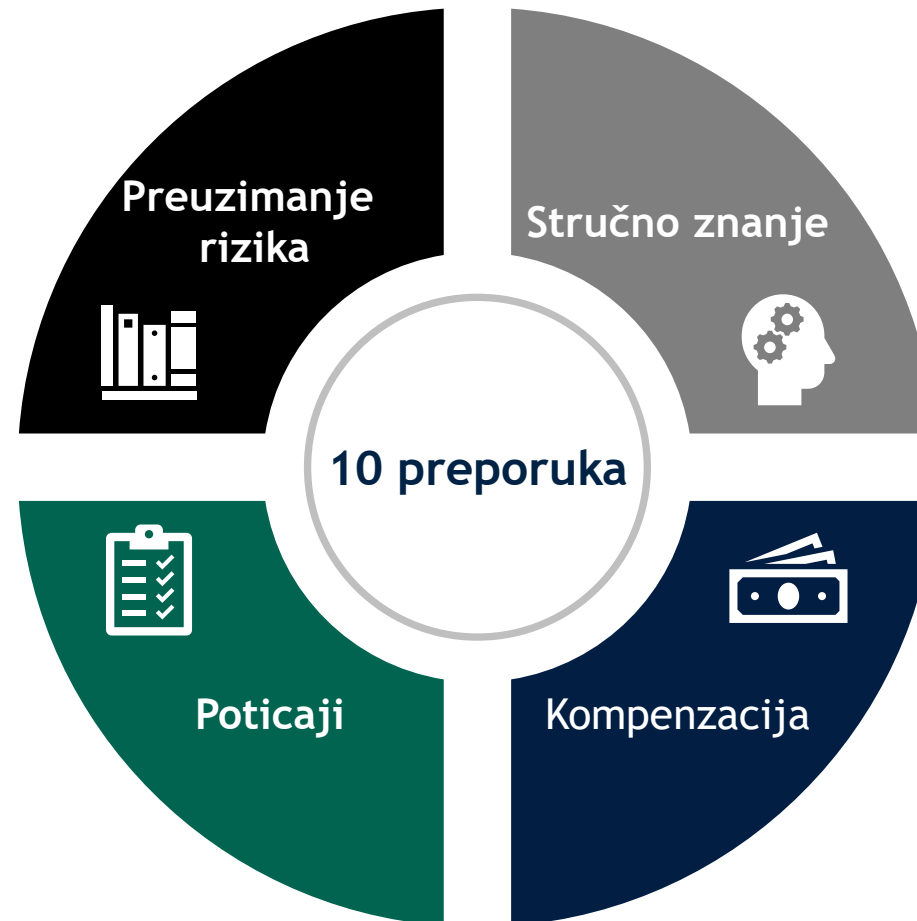 Preuzimanje
rizika
Stručno znanje
10 preporuka
Poticaji
Kompenzacija